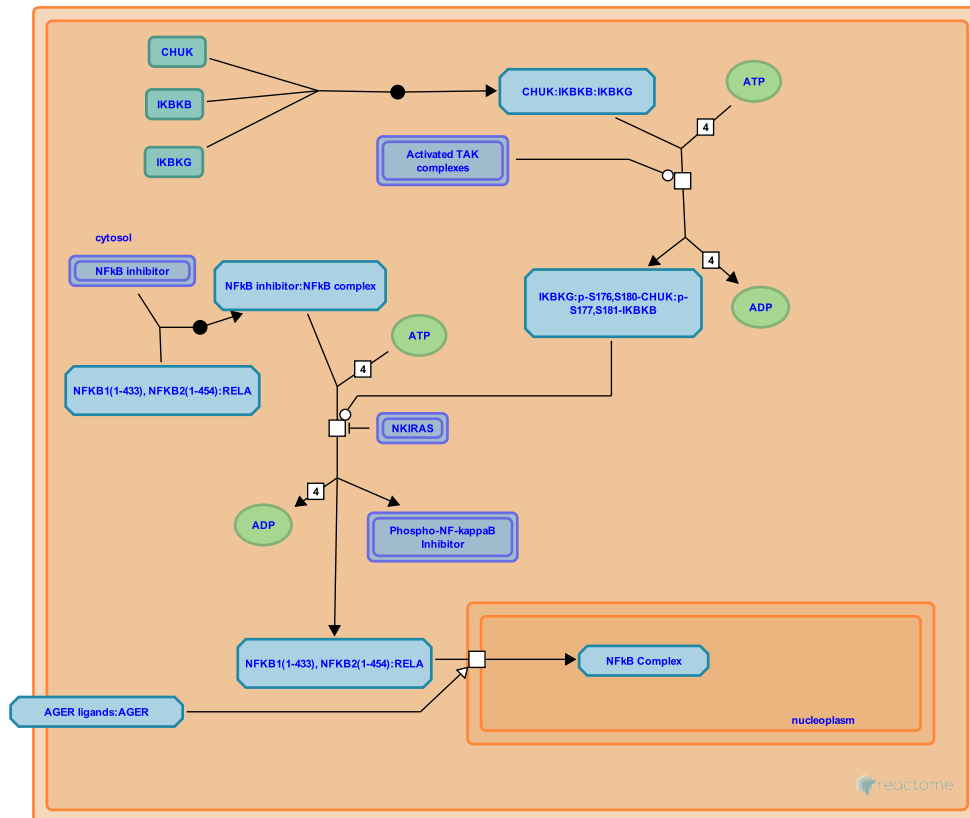 CHUK
IKBKB
IKBKG
CHUK:IKBKB:IKBKG
ATP
4
Activated TAK
complexes
4
ADP
IKBKG:p-S176,S180-CHUK:p-
S177,S181-IKBKB
cytosol
NFkB inhibitor
NFkB inhibitor:NFkB complex
NFKB1(1-433), NFKB2(1-454):RELA
ATP
4
NKIRAS
4
ADP
Phospho-NF-kappaB
Inhibitor
NFKB1(1-433), NFKB2(1-454):RELA
NFkB Complex
AGER ligands:AGER
nucleoplasm
reactome